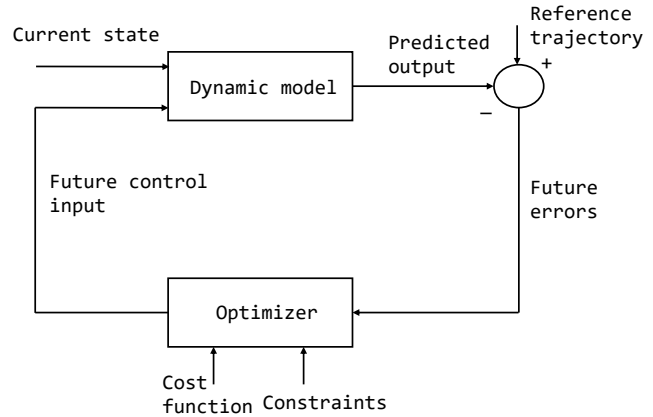 Reference
trajectory
Current state
Predicted
output
+
Dynamic model
−
Future control
input
Future
errors
Optimizer
Cost
function
Constraints